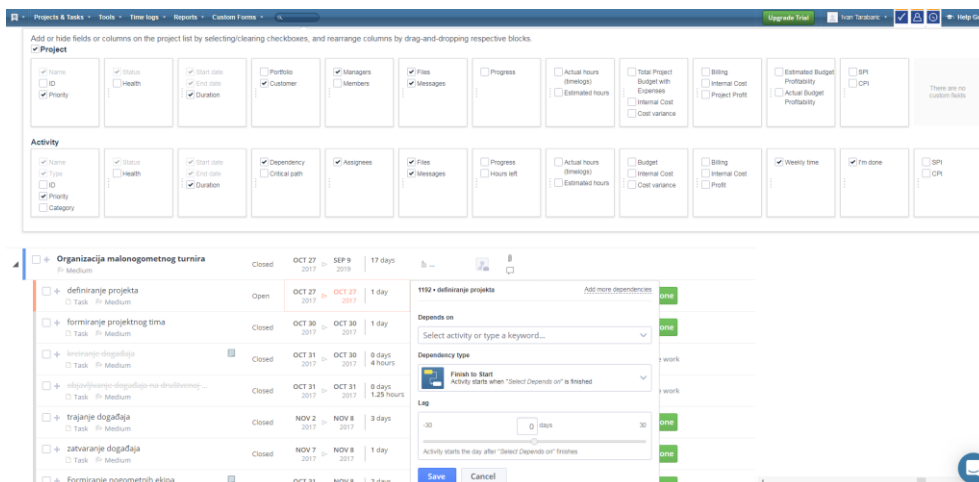 Projects & Tasks Tools Time logs Reports Custom Forms Upgrade Trial Ivan Tarabaric Help
Add or hide fields or columns on the project list by selecting/clearing checkboxes, and rearrange columns by drag-and-dropping respective blocks.
Project
Name Status Start date Portfolio Managers Files Progress Actual hours Total Project Billing Estimated Budget SPI
ID Health End date Customer Members Messages (timelogs) Budget with Internal Cost Profitability CPI
Priority Duration Estimated hours Expenses Project Profit Actual Budget There are no
Internal Cost Profitability custom fields
Cost variance
Activity
Name Status Start date Dependency Assignees Files Progress Actual hours Budget Billing Weekly time I'm done SPI
Type Health End date Critical path Messages Hours left (timelogs) Internal Cost Internal Cost CPI
ID Duration Estimated hours Cost variance Profit
Priority
Category
Organizacija malonogometnog turnira Closed OCT 27 SEP 9 17 days
Medium 2017 2019
definiranje projekta Open OCT 27 OCT 27 1 day
Task Medium 2017 2017
formiranje projektnog tima Closed OCT 30 OCT 30 1 day
Task Medium 2017 2017
kreiranje događaja Closed OCT 31 OCT 30 0 days
Task Medium 2017 2017 4 hours
objavljivanje događaja na društvenoj ... Closed OCT 31 OCT 31 0 days
Task Medium 2017 2017 1.25 hours
trajanje događaja Closed NOV 2 NOV 8 3 days
Task Medium 2017 2017
zatvaranje događaja Closed NOV 7 NOV 8 1 day
Task Medium 2017 2017
Formiranje nogometnih ekipa OCT 31 NOV 8 2 days
1192 • definiranje projekta Add more dependencies
Depends on
Select activity or type a keyword...
Dependency type
Finish to Start
Activity starts when "Select Depends on" is finished
Lag
-30 0 days 30
Activity starts the day after "Select Depends on" finishes
Save Cancel
one
one
work
work
one
one